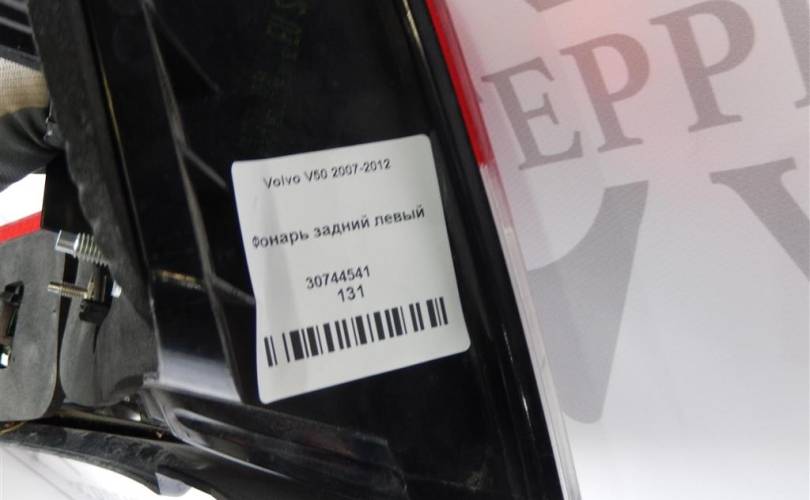 Volvo V50 2007-2012
Фонарь задний левый
30744541
131